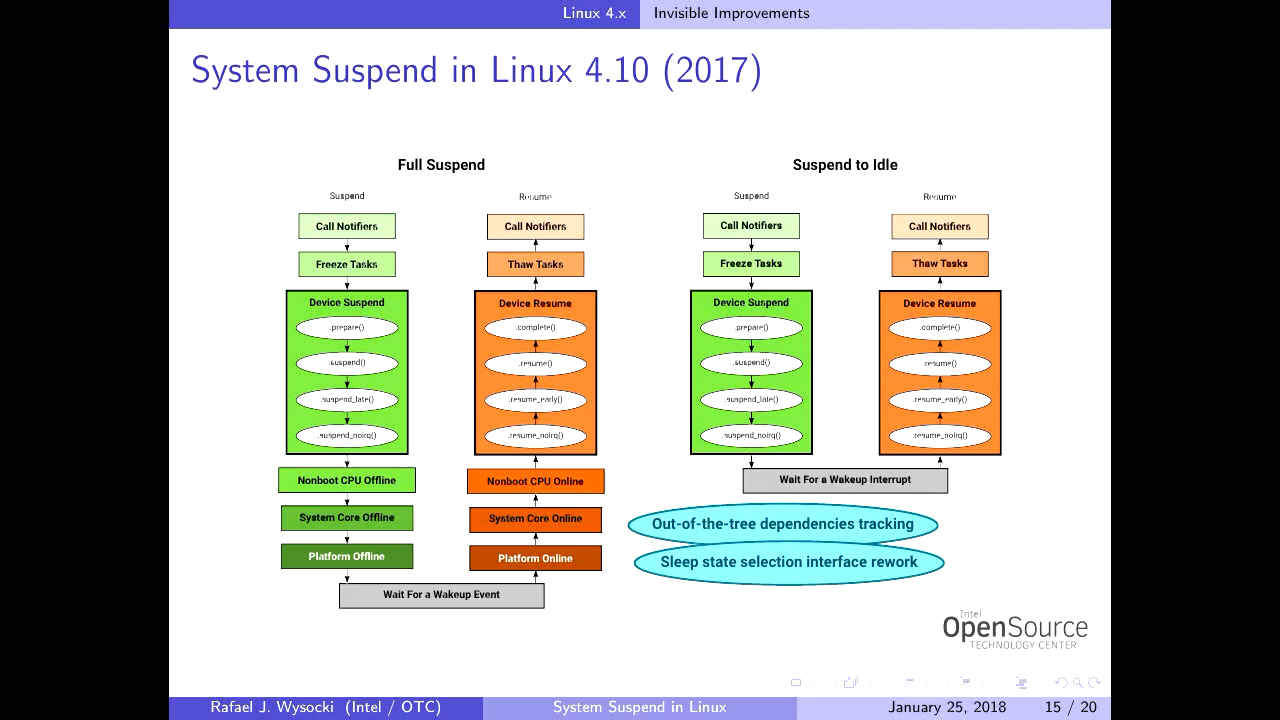 Linux 4.x Invisible Improvements
System Suspend in Linux 4.10 (2017)
Full Suspend
Suspend
Call Notifiers
Freeze Tasks
Device Suspend
.prepare()
.suspend()
.suspend_late()
.suspend_noirq()
Nonboot CPU Offline
System Core Offline
Platform Offline
Resume
Call Notifiers
Thaw Tasks
Device Resume
.complete()
.resume()
.resume_early()
.resume_noirq()
Nonboot CPU Online
System Core Online
Platform Online
Wait For a Wakeup Event
Suspend to Idle
Suspend
Call Notifiers
Freeze Tasks
Device Suspend
.prepare()
.suspend()
.suspend_late()
.suspend_noirq()
Resume
Call Notifiers
Thaw Tasks
Device Resume
.complete()
.resume()
.resume_early()
.resume_noirq()
Wait For a Wakeup Interrupt
Out-of-the-tree dependencies tracking
Sleep state selection interface rework
Intel
OpenSource
TECHNOLOGY CENTER
Rafael J. Wysocki (Intel / OTC) System Suspend in Linux January 25, 2018 15 / 20